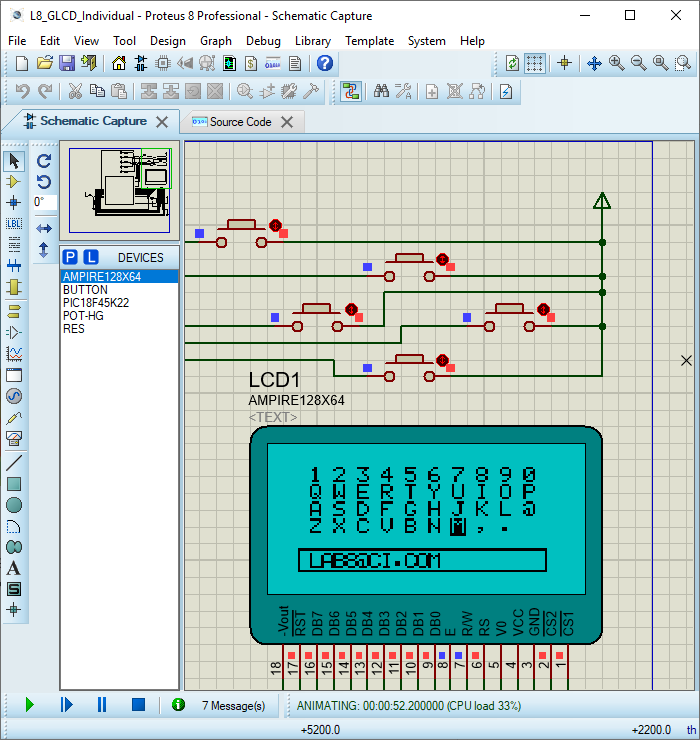 L8_GLCD_Individual - Proteus 8 Professional - Schematic Capture
File Edit View Tool Design Graph Debug Library Template System Help
Schematic Capture
Source Code
LBL
0°
P L DEVICES
AMPIRE128X64
BUTTON
PIC18F45K22
POT-HG
RES
LCD1
AMPIRE128X64
<TEXT>
1 2 3 4 5 6 7 8 9 0
Q W E R T Y U I O P
A S D F G H J K L @
Z X C V B N M , .
LAB8@CI.COM
-Vout RST DB7 DB6 DB5 DB4 DB3 DB2 DB1 DB0 E R/W RS V0 VCC GND CS2 CS1
18 17 16 15 14 13 12 11 10 9 8 7 6 5 4 3 2 1
A
S
7 Message(s)
ANIMATING: 00:00:52.200000 (CPU load 33%)
+5200.0 +2200.0 th